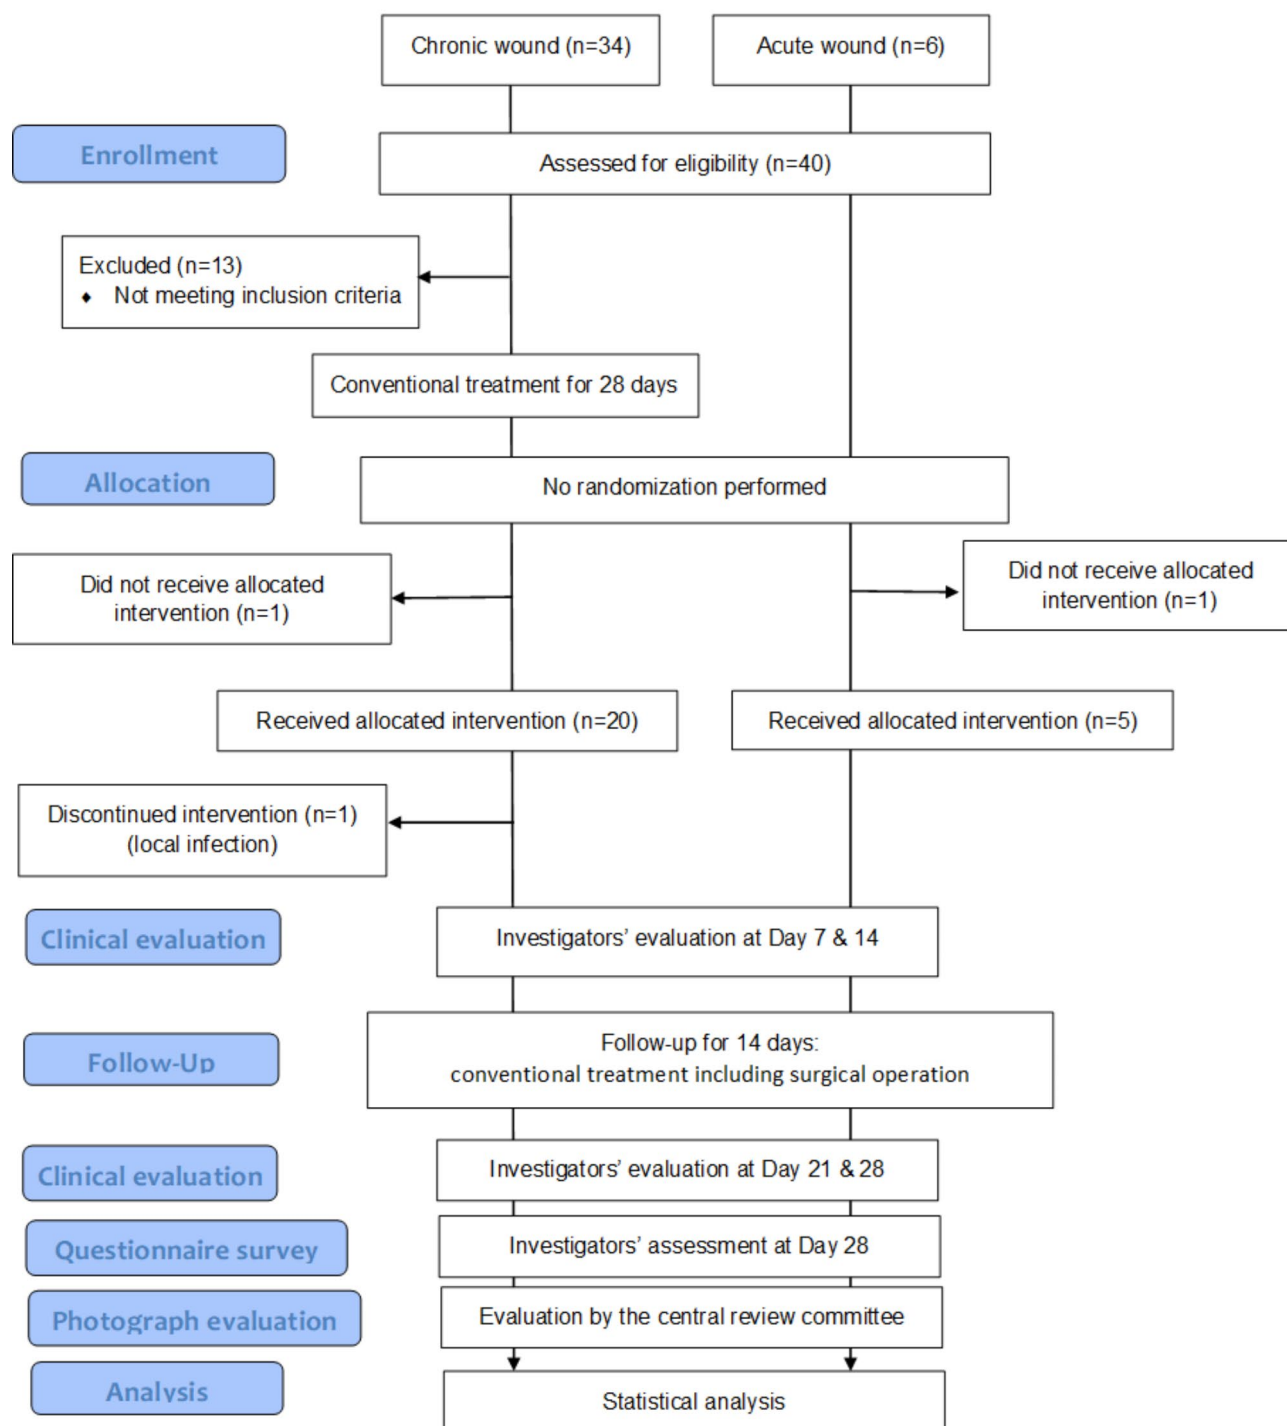 Chronic wound (n=34)
Acute wound (n=6)
Enrollment
Assessed for eligibility (n=40)
Excluded (n=13)
♦ Not meeting inclusion criteria
Conventional treatment for 28 days
Allocation
No randomization performed
Did not receive allocated
intervention (n=1)
Did not receive allocated
intervention (n=1)
Received allocated intervention (n=20)
Received allocated intervention (n=5)
Discontinued intervention (n=1)
(local infection)
Clinical evaluation
Investigators’ evaluation at Day 7 & 14
Follow-Up
Follow-up for 14 days:
conventional treatment including surgical operation
Clinical evaluation
Investigators’ evaluation at Day 21 & 28
Questionnaire survey
Investigators’ assessment at Day 28
Photograph evaluation
Evaluation by the central review committee
Analysis
Statistical analysis